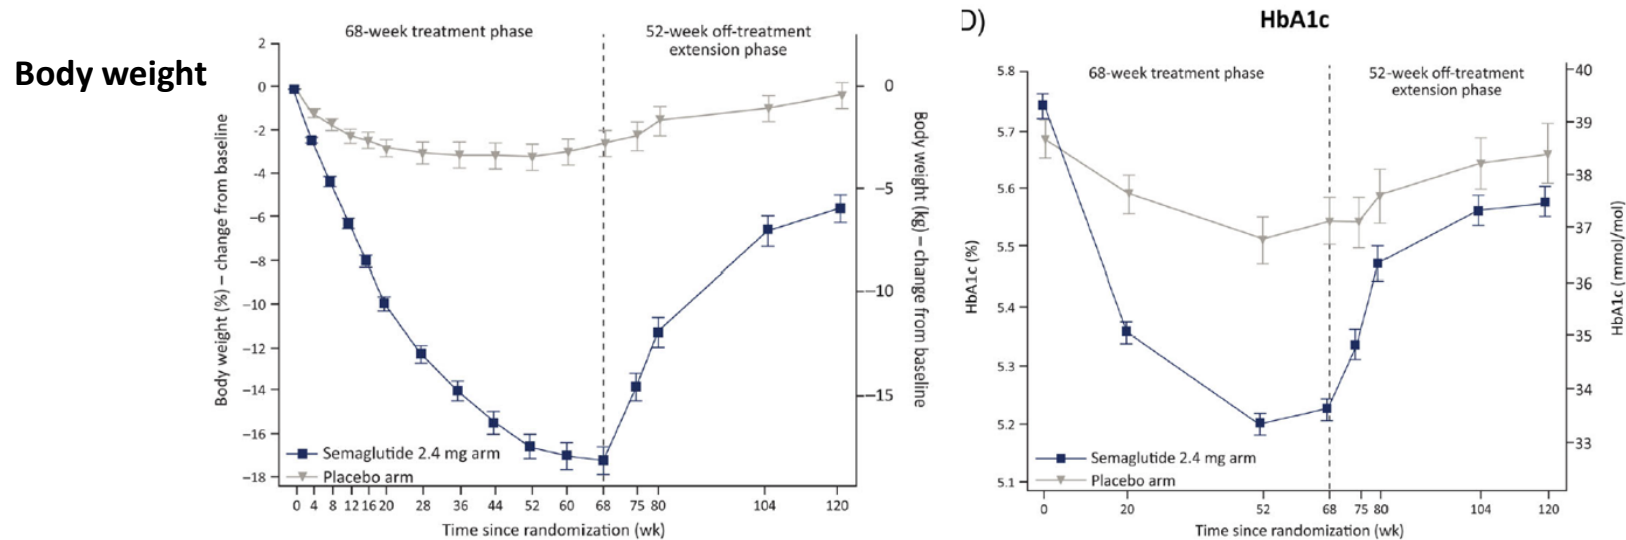 Body weight
68-week treatment phase
52-week off-treatment
extension phase
Body weight (%) – change from baseline
2
0
–2
–4
–6
–8
–10
–12
–14
–16
–18
0
–5
–10
–15
Body weight (kg) – change from baseline
Semaglutide 2.4 mg arm
Placebo arm
0 4 8 12 16 20 28 36 44 52 60 68 75 80 104 120
Time since randomization (wk)
D)
HbA1c
68-week treatment phase
52-week off-treatment
extension phase
HbA1c (%)
5.8
5.7
5.6
5.5
5.4
5.3
5.2
5.1
40
39
38
37
36
35
34
33
HbA1c (mmol/mol)
Semaglutide 2.4 mg arm
Placebo arm
0 20 52 68 75 80 104 120
Time since randomization (wk)